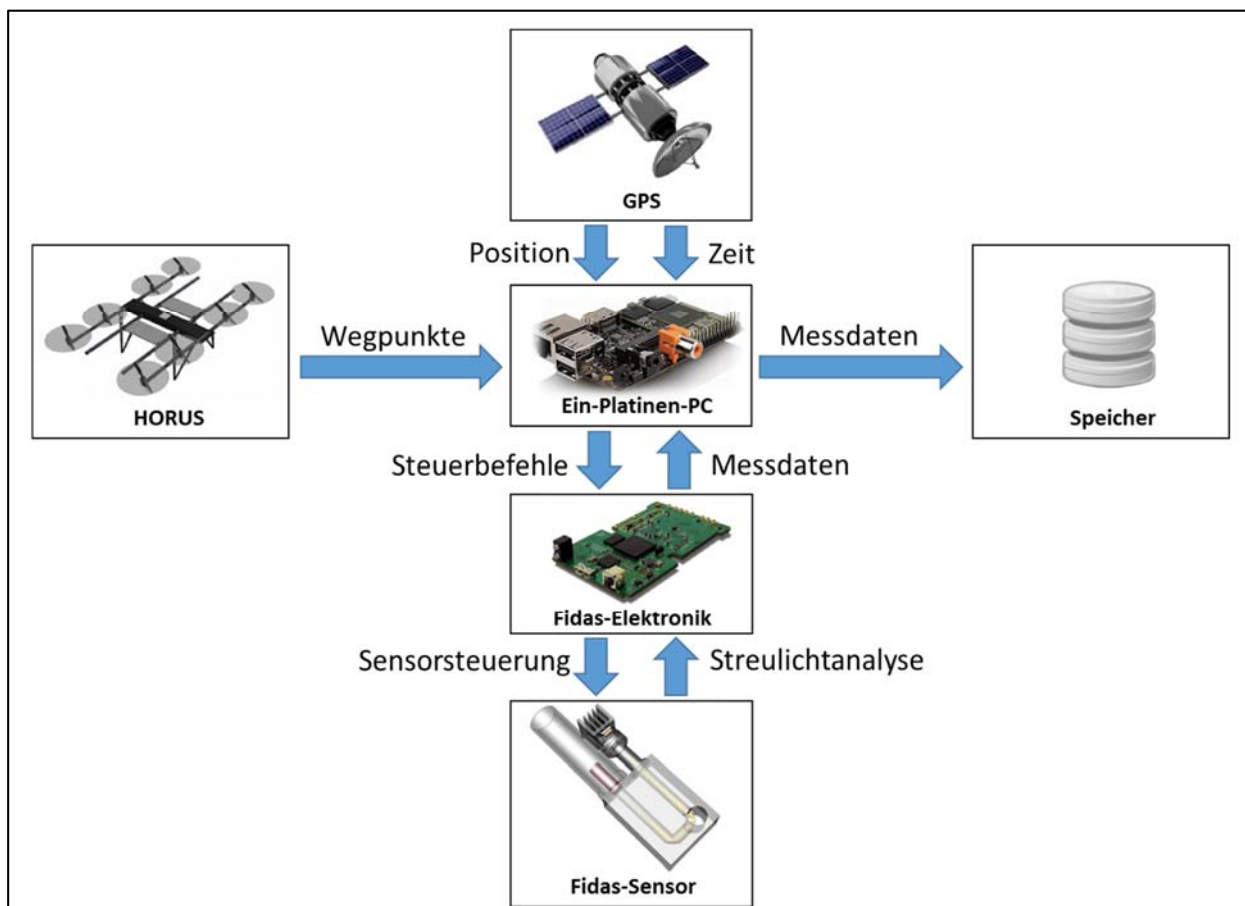 GPS
Position
Zeit
HORUS
Wegpunkte
Ein-Platinen-PC
Messdaten
Speicher
Steuerbefehle
Messdaten
Fidas-Elektronik
Sensorsteuerung
Streulichtanalyse
Fidas-Sensor